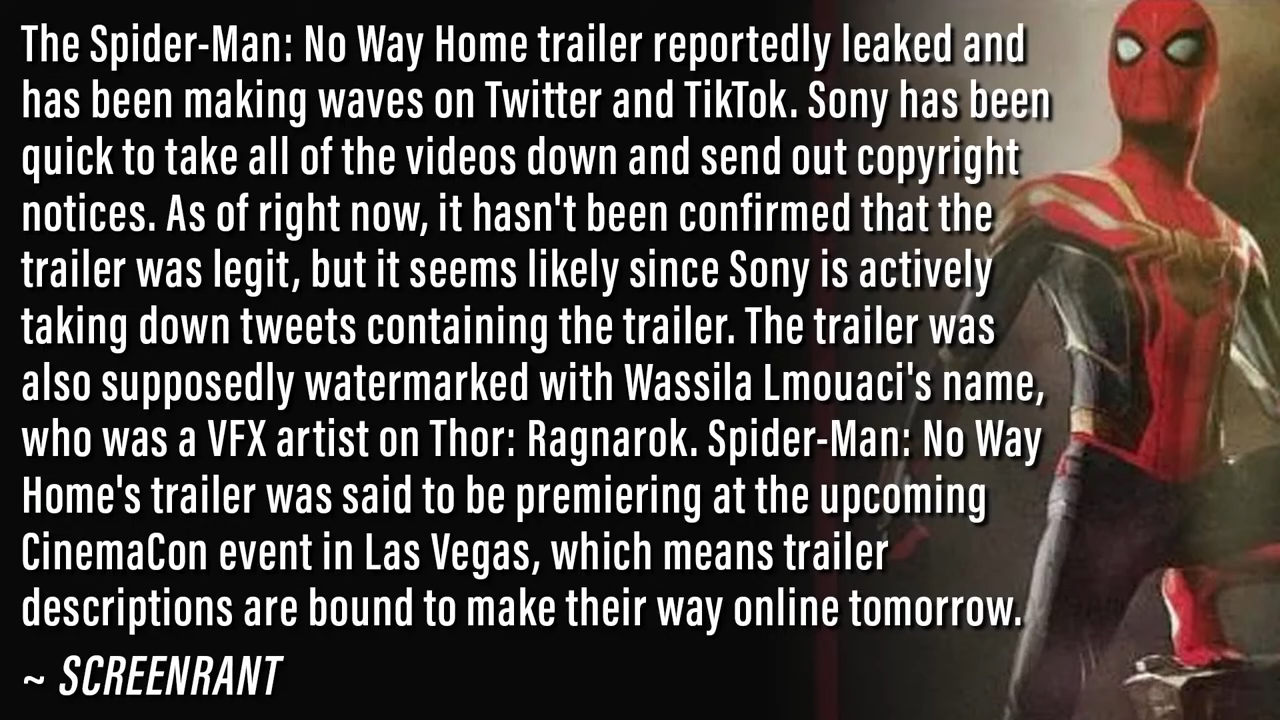 The Spider-Man: No Way Home trailer reportedly leaked and
has been making waves on Twitter and TikTok. Sony has been
quick to take all of the videos down and send out copyright
notices. As of right now, it hasn't been confirmed that the
trailer was legit, but it seems likely since Sony is actively
taking down tweets containing the trailer. The trailer was
also supposedly watermarked with Wassila Lmouaci's name,
who was a VFX artist on Thor: Ragnarok. Spider-Man: No Way
Home's trailer was said to be premiering at the upcoming
CinemaCon event in Las Vegas, which means trailer
descriptions are bound to make their way online tomorrow.
~ SCREENRANT